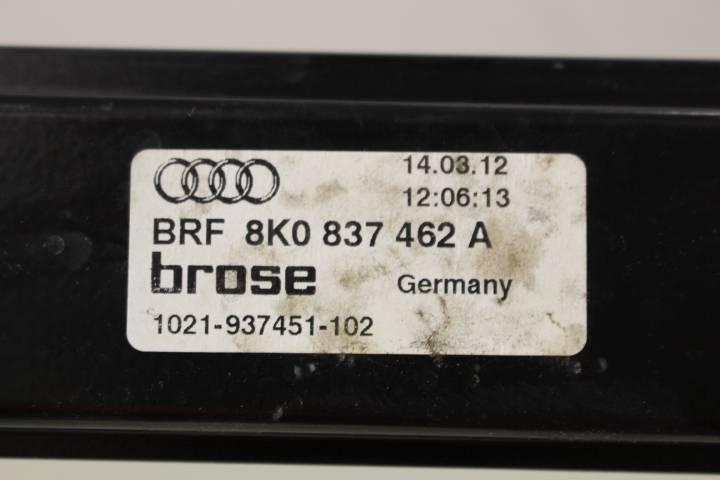 14.03.12
12:06:13
BRF 8K0 837 462 A
brose Germany
1021-937451-102